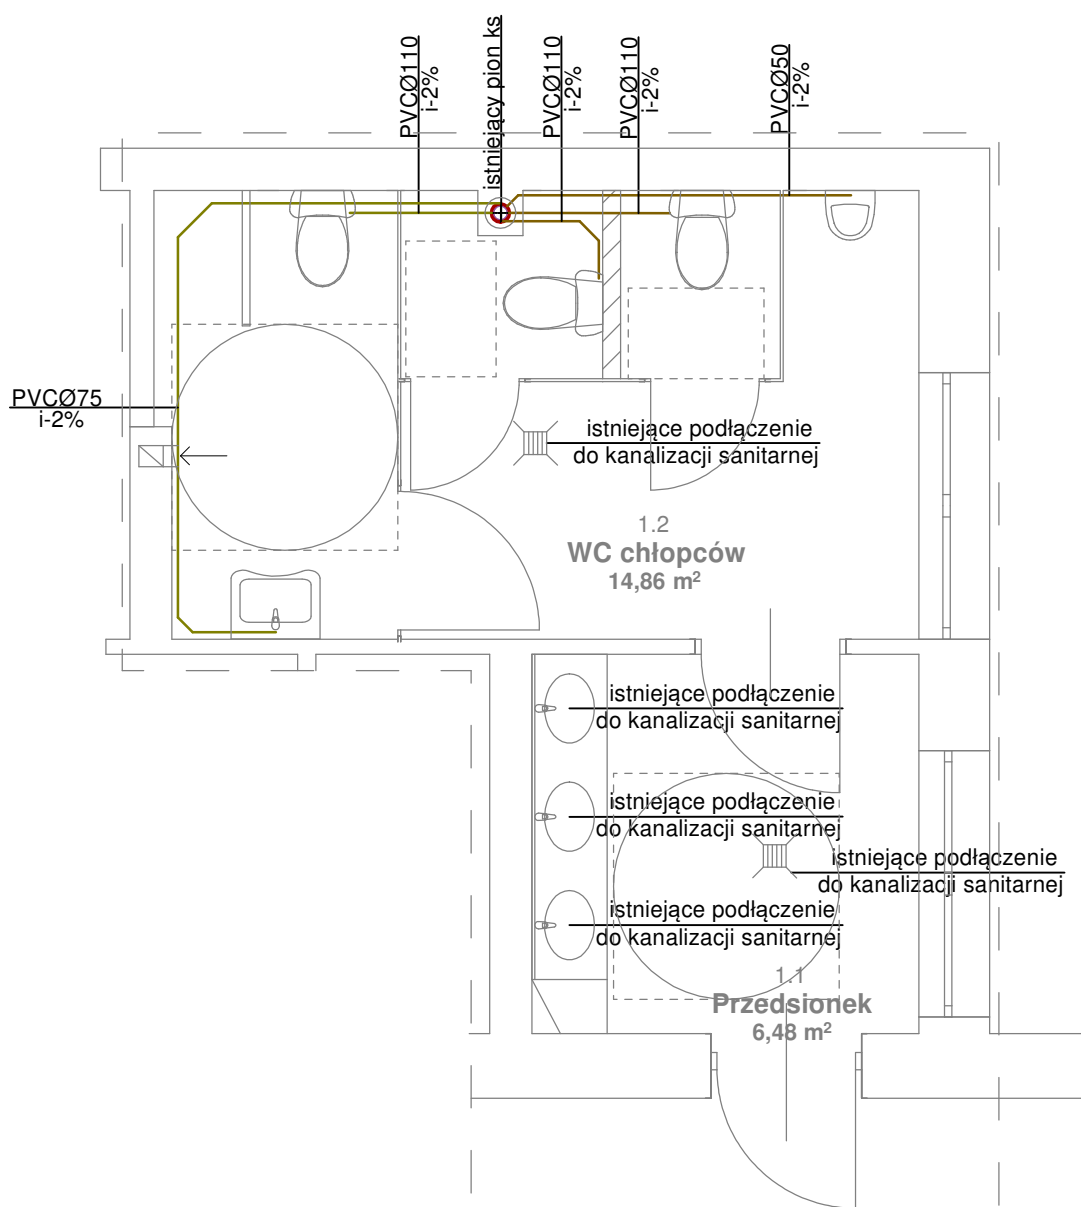 PVCØ110
i-2%
istniejący pion ks
PVCØ110
i-2%
PVCØ110
i-2%
PVCØ50
i-2%
PVCØ75
i-2%
istniejące podłączenie
do kanalizacji sanitarnej
1.2
WC chłopców
14,86 m²
istniejące podłączenie
do kanalizacji sanitarnej
istniejące podłączenie
do kanalizacji sanitarnej
istniejące podłączenie
do kanalizacji sanitarnej
istniejące podłączenie
do kanalizacji sanitarnej
1.1
Przedsionek
6,48 m²